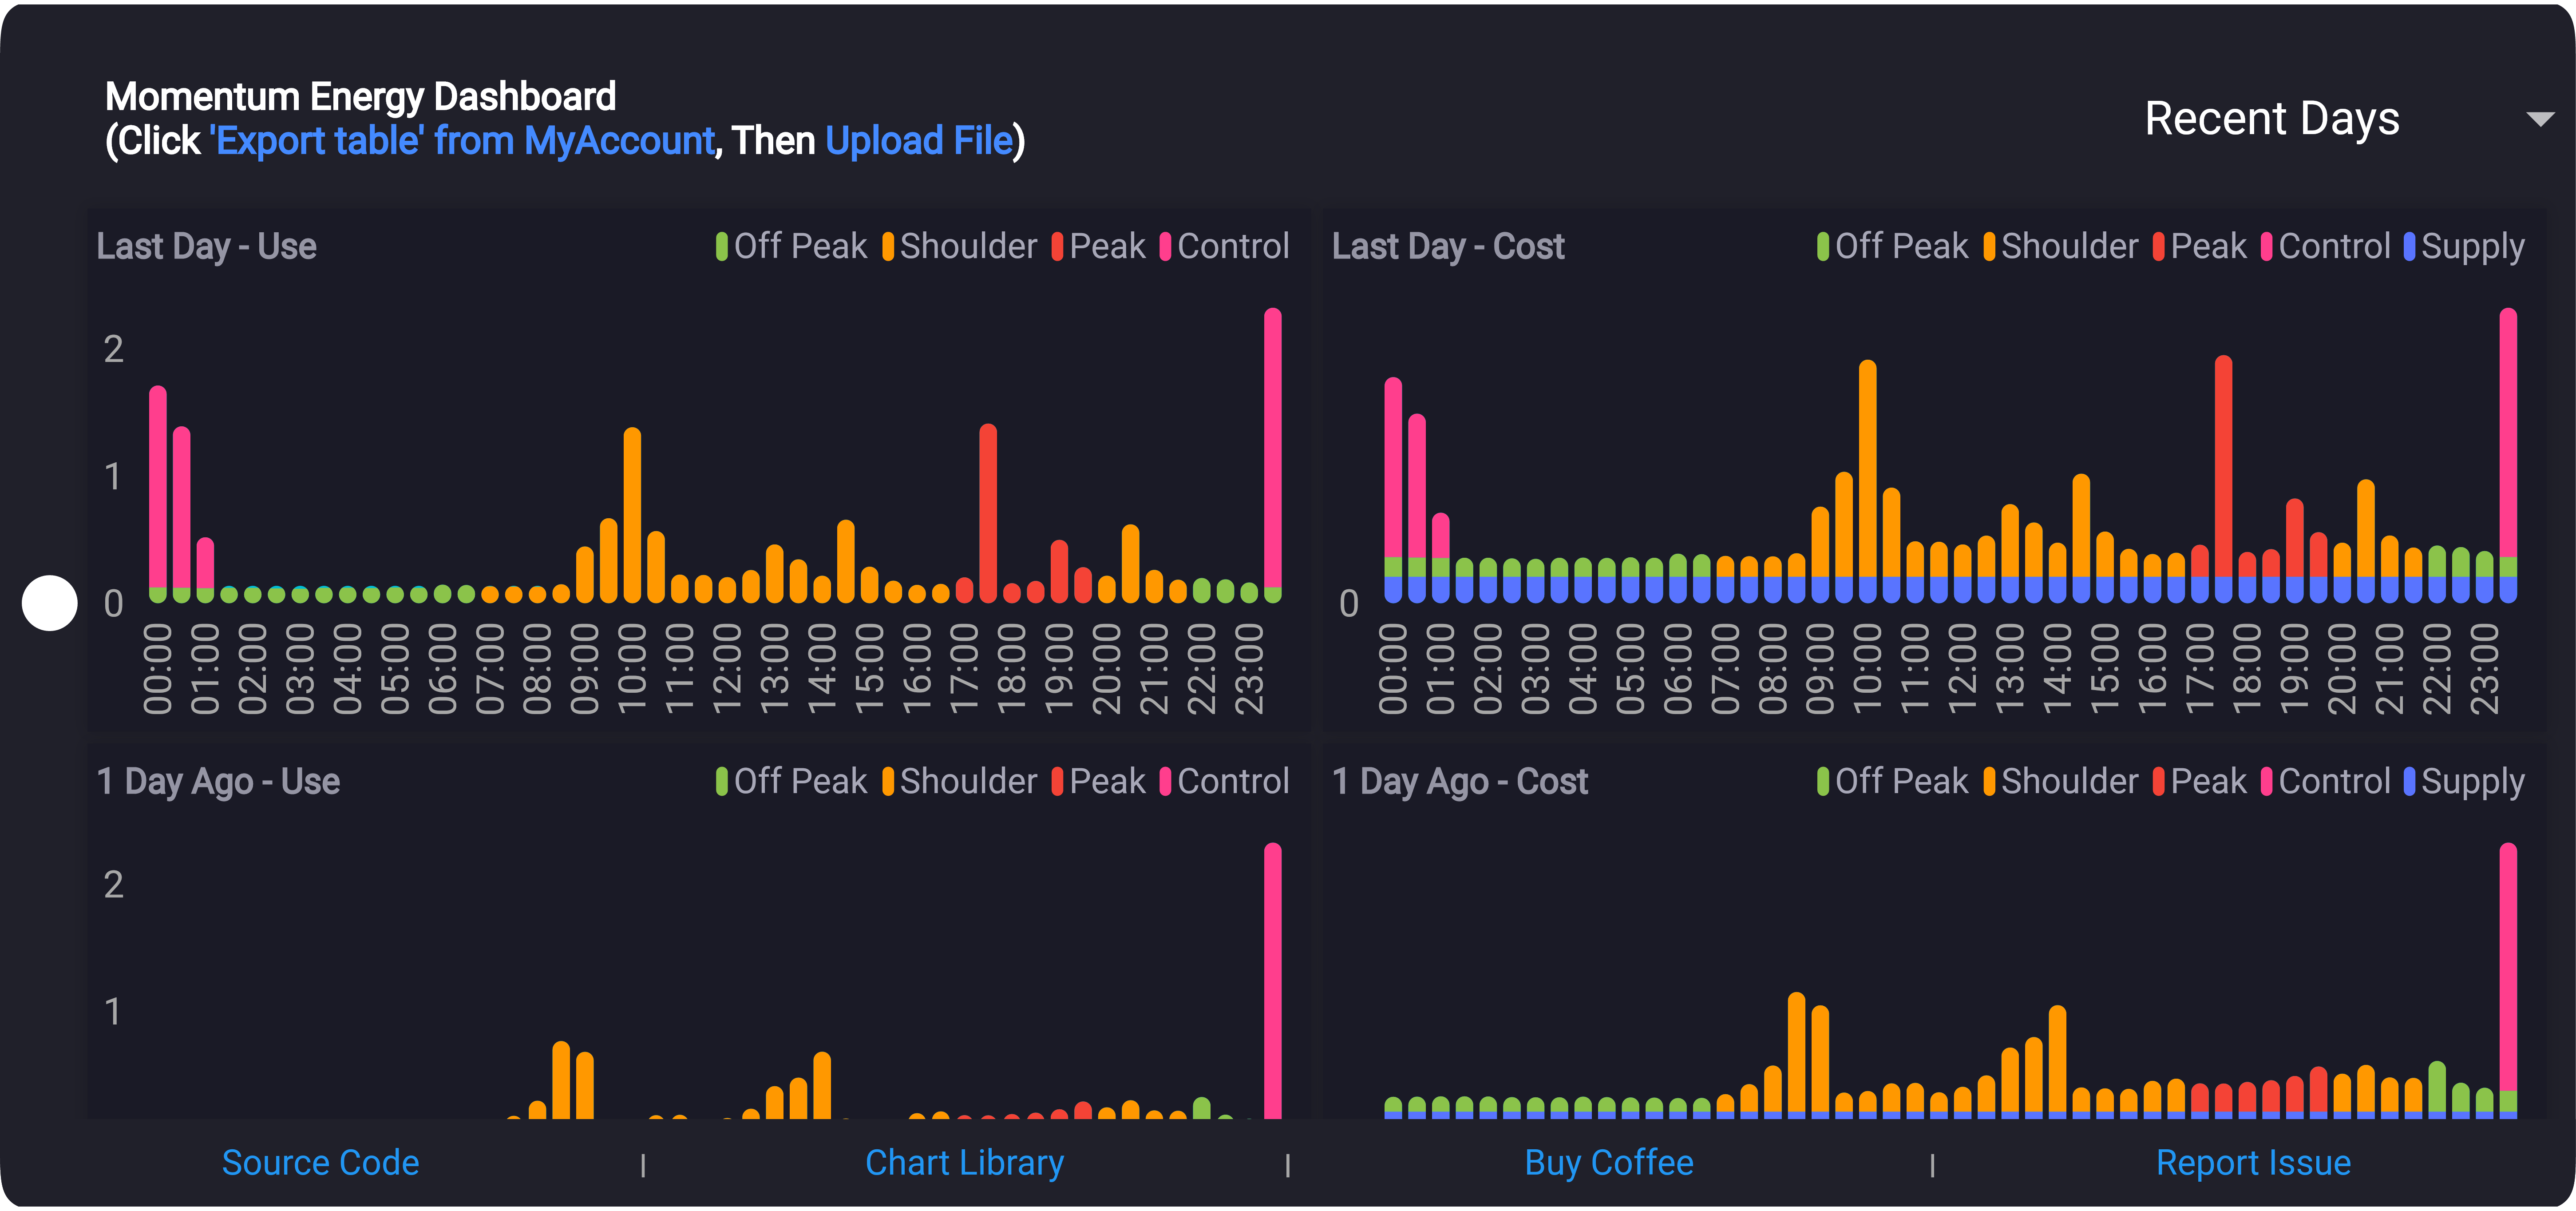 Momentum Energy Dashboard
(Click 'Export table' from MyAccount, Then Upload File)
Recent Days
Last Day - Use
Off Peak Shoulder Peak Control
2
1
0
00:00 01:00 02:00 03:00 04:00 05:00 06:00 07:00 08:00 09:00 10:00 11:00 12:00 13:00 14:00 15:00 16:00 17:00 18:00 19:00 20:00 21:00 22:00 23:00
Last Day - Cost
Off Peak Shoulder Peak Control Supply
0
00:00 01:00 02:00 03:00 04:00 05:00 06:00 07:00 08:00 09:00 10:00 11:00 12:00 13:00 14:00 15:00 16:00 17:00 18:00 19:00 20:00 21:00 22:00 23:00
1 Day Ago - Use
Off Peak Shoulder Peak Control
2
1
1 Day Ago - Cost
Off Peak Shoulder Peak Control Supply
Source Code | Chart Library | Buy Coffee | Report Issue